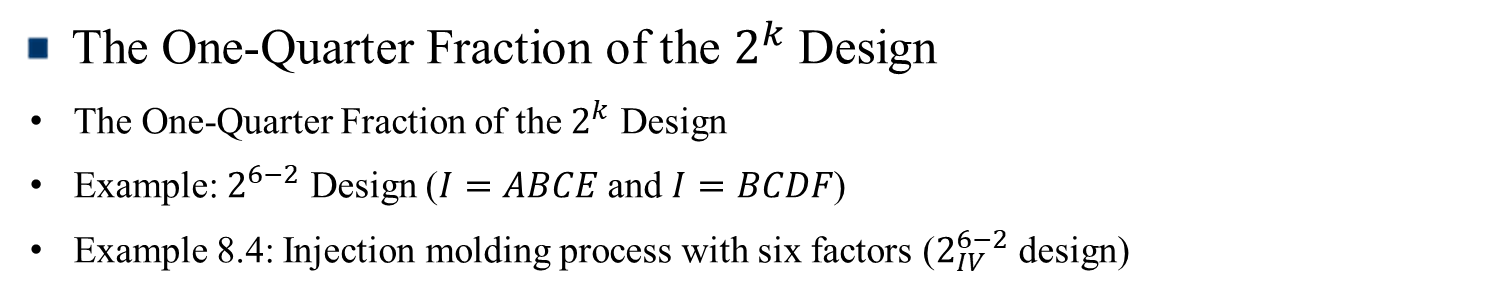 ■ The One-Quarter Fraction of the 2^k Design
• The One-Quarter Fraction of the 2^k Design
• Example: 2^{6−2} Design (I = ABCE and I = BCDF)
• Example 8.4: Injection molding process with six factors (2_{IV}^{6−2} design)